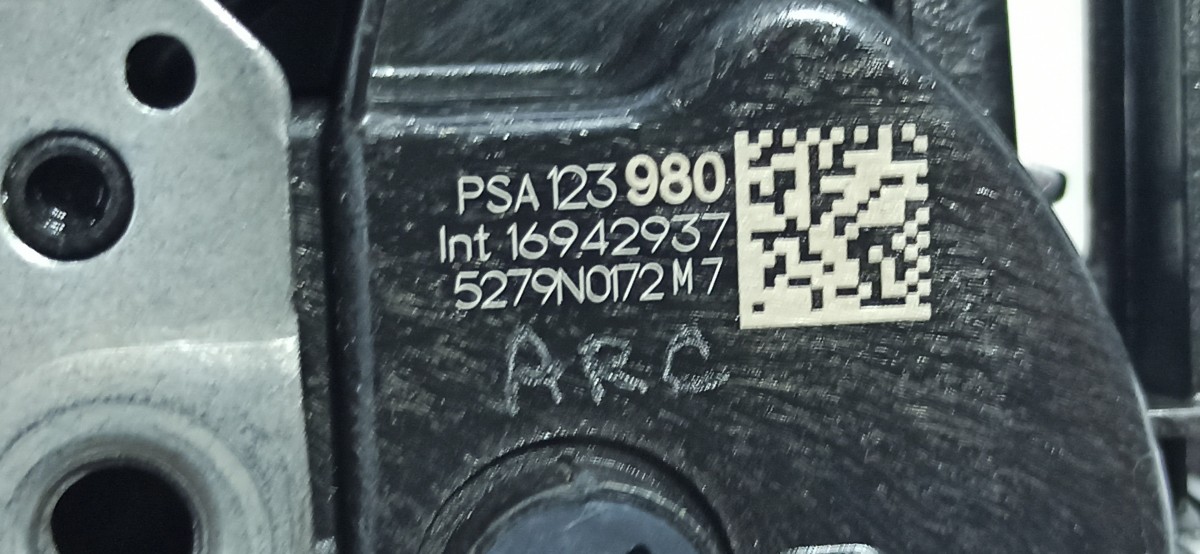 PSA 123 980
Int 16942937
5279N0172 M 7
ARC